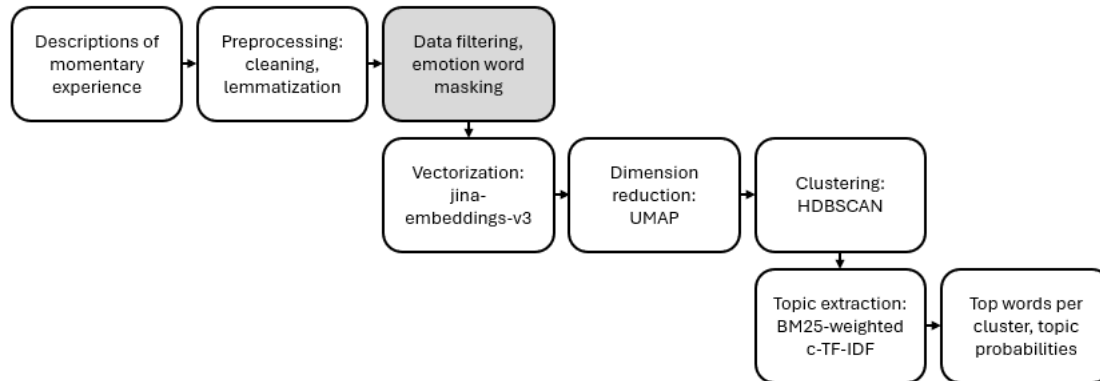 Descriptions of
momentary
experience
Preprocessing:
cleaning,
lemmatization
Data filtering,
emotion word
masking
Vectorization:
jina-
embeddings-v3
Dimension
reduction:
UMAP
Clustering:
HDBSCAN
Topic extraction:
BM25-weighted
c-TF-IDF
Top words per
cluster, topic
probabilities